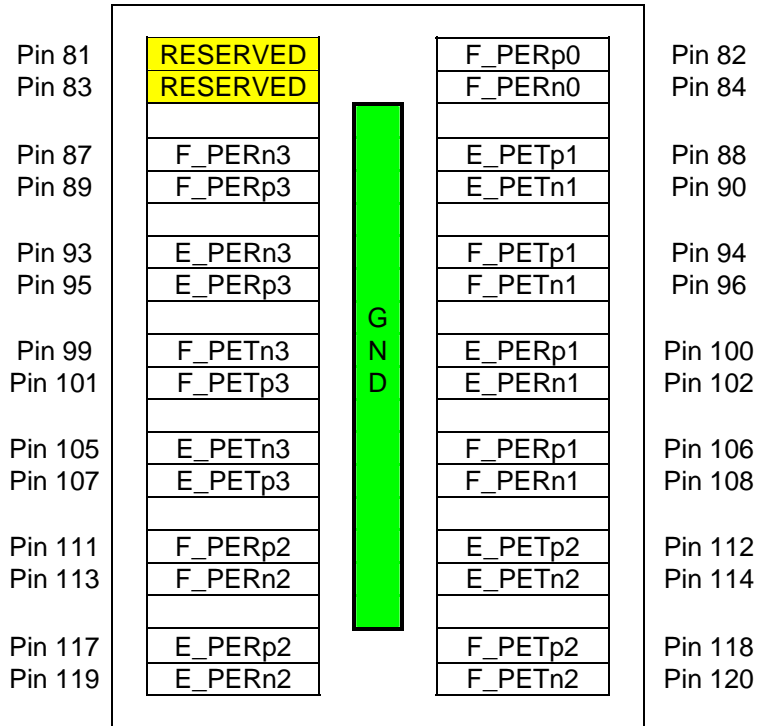 Pin 81 RESERVED F_PERp0 Pin 82
Pin 83 RESERVED F_PERn0 Pin 84
Pin 87 F_PERn3 E_PETp1 Pin 88
Pin 89 F_PERp3 E_PETn1 Pin 90
Pin 93 E_PERn3 F_PETp1 Pin 94
Pin 95 E_PERp3 F_PETn1 Pin 96
G
Pin 99 F_PETn3 N E_PERp1 Pin 100
Pin 101 F_PETp3 D E_PERn1 Pin 102
Pin 105 E_PETn3 F_PERp1 Pin 106
Pin 107 E_PETp3 F_PERn1 Pin 108
Pin 111 F_PERp2 E_PETp2 Pin 112
Pin 113 F_PERn2 E_PETn2 Pin 114
Pin 117 E_PERp2 F_PETp2 Pin 118
Pin 119 E_PERn2 F_PETn2 Pin 120